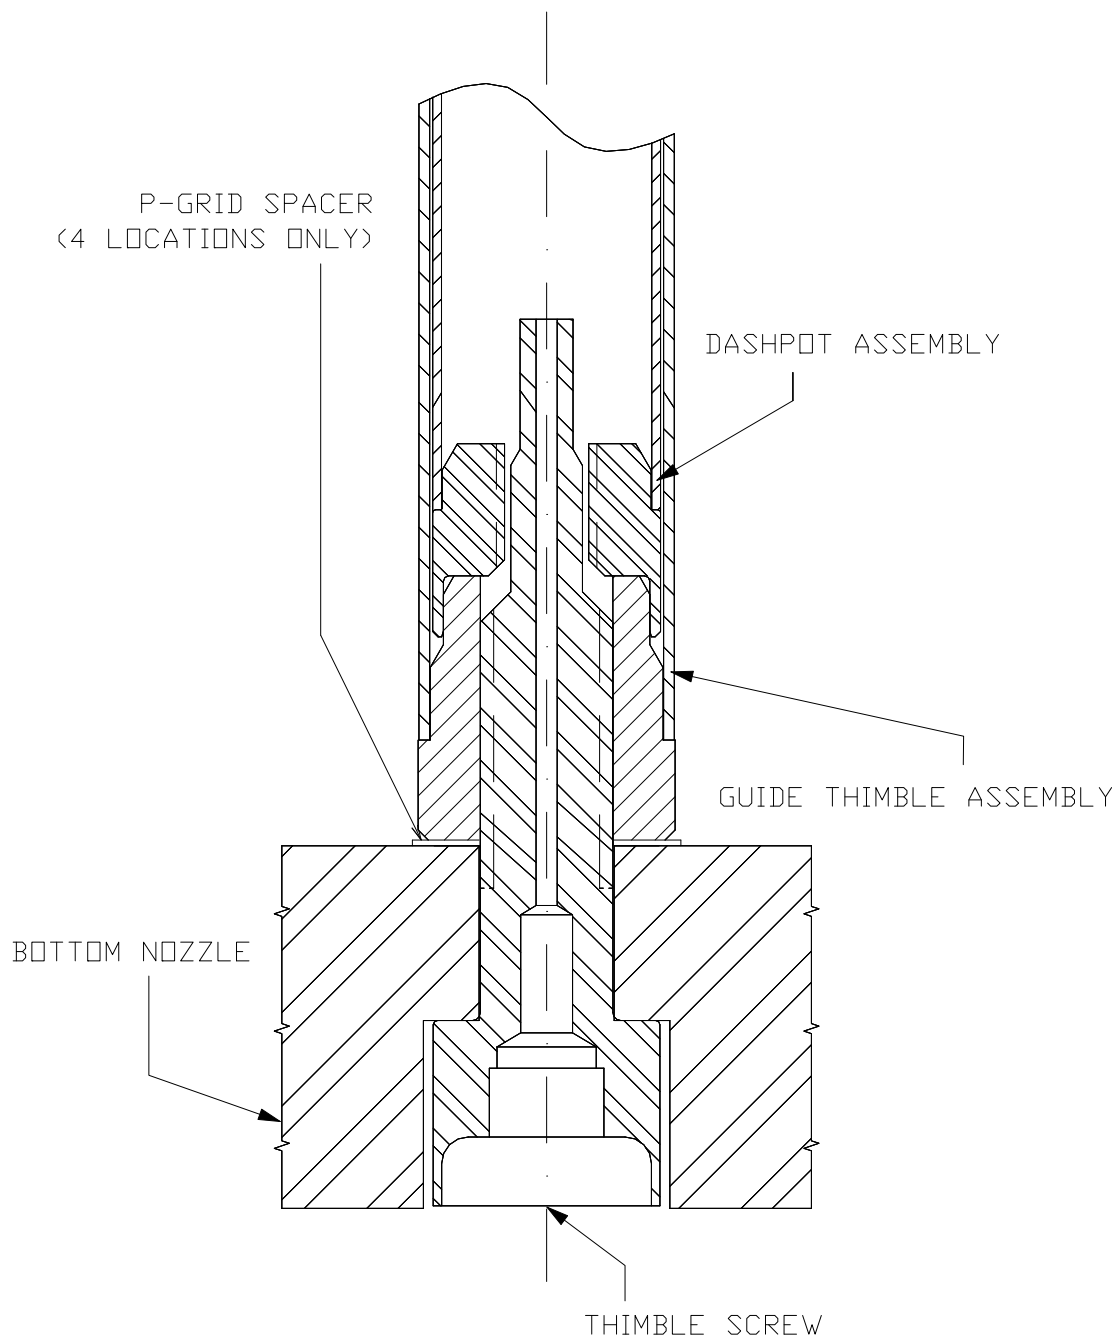 P-GRID SPACER
(4 LOCATIONS ONLY)
DASHPOT ASSEMBLY
GUIDE THIMBLE ASSEMBLY
BOTTOM NOZZLE
THIMBLE SCREW